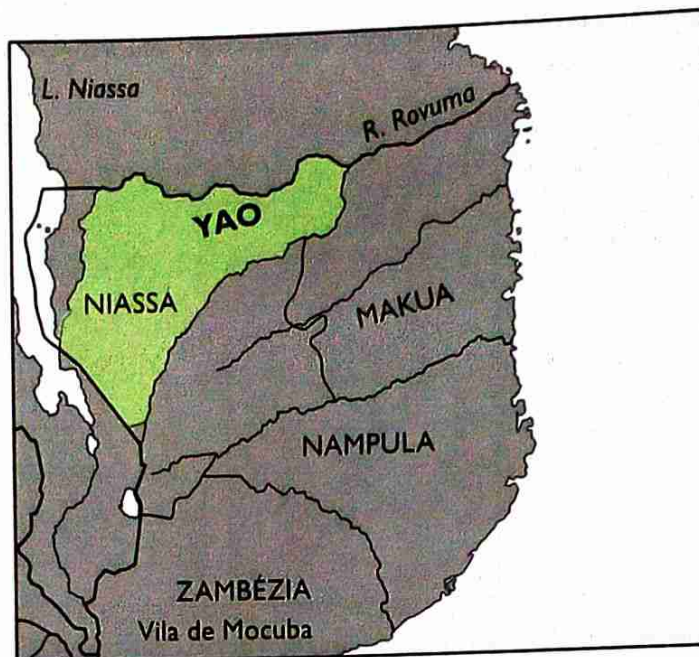 L. Niassa
R. Rovuma
YAO
NIASSA
MAKUA
NAMPULA
ZAMBÉZIA
Vila de Mocuba